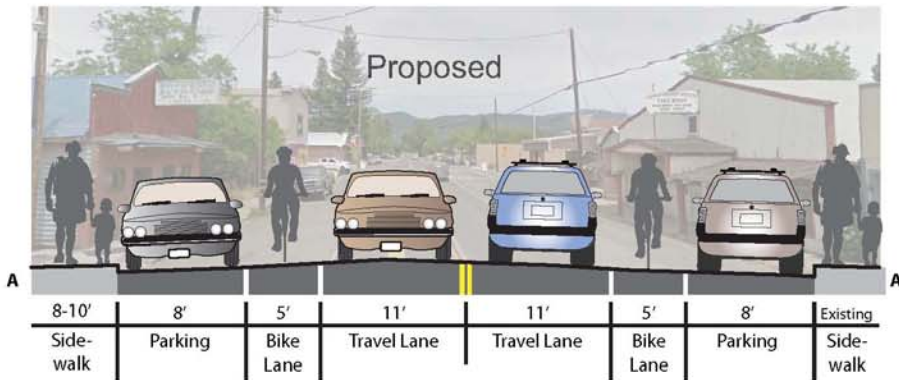 Proposed
A A
8-10’ 8’ 5’ 11’ 11’ 5’ 8’ Existing
Side- Parking Bike Travel Lane Travel Lane Bike Parking Side-
walk Lane Lane walk